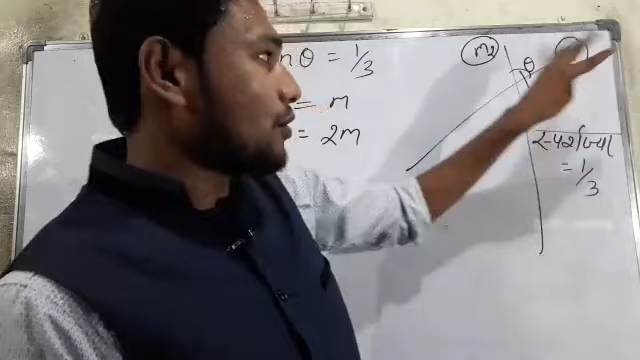 n θ = 1/3
= m
= 2m
m₂
θ
स्पर्शज्या
= 1/3